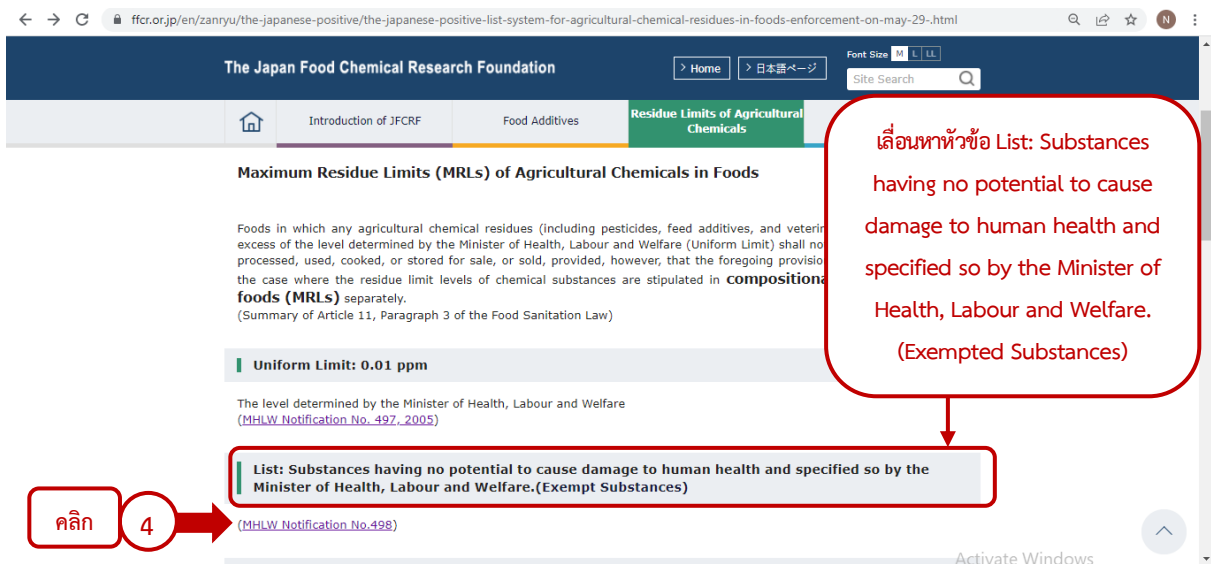 ffcr.or.jp/en/zanryu/the-japanese-positive/the-japanese-positive-list-system-for-agricultural-chemical-residues-in-foods-enforcement-on-may-29-.html
N
The Japan Food Chemical Research Foundation
> Home
> 日本語ページ
Font Size M L LL
Site Search
Introduction of JFCRF
Food Additives
Residue Limits of Agricultural
Chemicals
Maximum Residue Limits (MRLs) of Agricultural Chemicals in Foods
Foods in which any agricultural chemical residues (including pesticides, feed additives, and veterin
excess of the level determined by the Minister of Health, Labour and Welfare (Uniform Limit) shall no
processed, used, cooked, or stored for sale, or sold, provided, however, that the foregoing provisio
the case where the residue limit levels of chemical substances are stipulated in compositiona
foods (MRLs) separately.
(Summary of Article 11, Paragraph 3 of the Food Sanitation Law)
เลื่อนหาหัวข้อ List: Substances
having no potential to cause
damage to human health and
specified so by the Minister of
Health, Labour and Welfare.
(Exempted Substances)
Uniform Limit: 0.01 ppm
The level determined by the Minister of Health, Labour and Welfare
(MHLW Notification No. 497, 2005)
List: Substances having no potential to cause damage to human health and specified so by the
Minister of Health, Labour and Welfare.(Exempt Substances)
คลิก
4
(MHLW Notification No.498)
Activate Windows